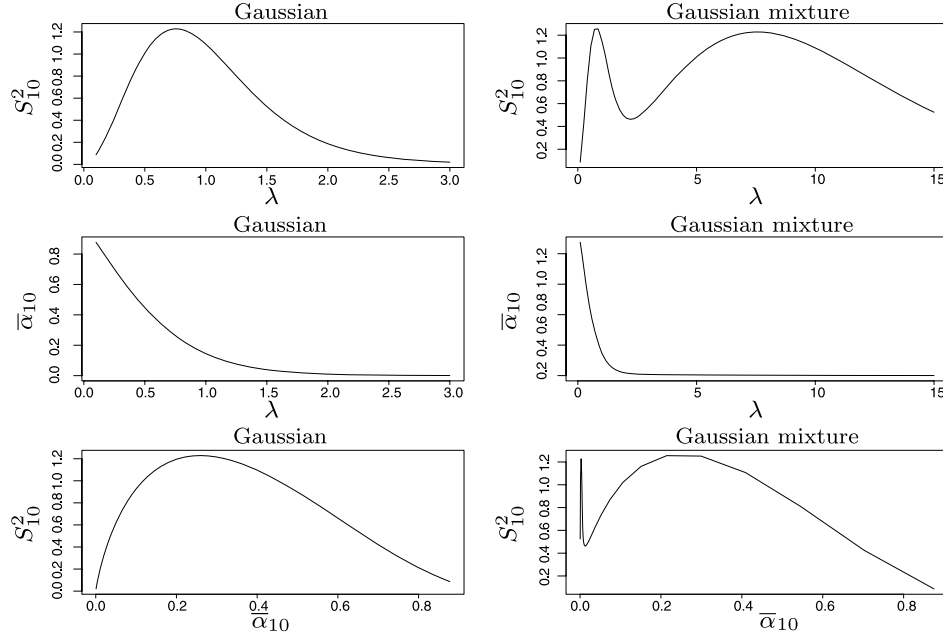 Gaussian
S²₁₀
0.0 0.2 0.4 0.6 0.8 1.0 1.2
0.0 0.5 1.0 1.5 2.0 2.5 3.0
λ
Gaussian mixture
S²₁₀
0.2 0.4 0.6 0.8 1.0 1.2
0 5 10 15
λ
Gaussian
α̅₁₀
0.0 0.2 0.4 0.6 0.8
0.0 0.5 1.0 1.5 2.0 2.5 3.0
λ
Gaussian mixture
α̅₁₀
0.2 0.4 0.6 0.8 1.0 1.2
0 5 10 15
λ
Gaussian
S²₁₀
0.0 0.2 0.4 0.6 0.8 1.0 1.2
0.0 0.2 0.4 0.6 0.8
α̅₁₀
Gaussian mixture
S²₁₀
0.2 0.4 0.6 0.8 1.0 1.2
0.0 0.2 0.4 0.6 0.8
α̅₁₀